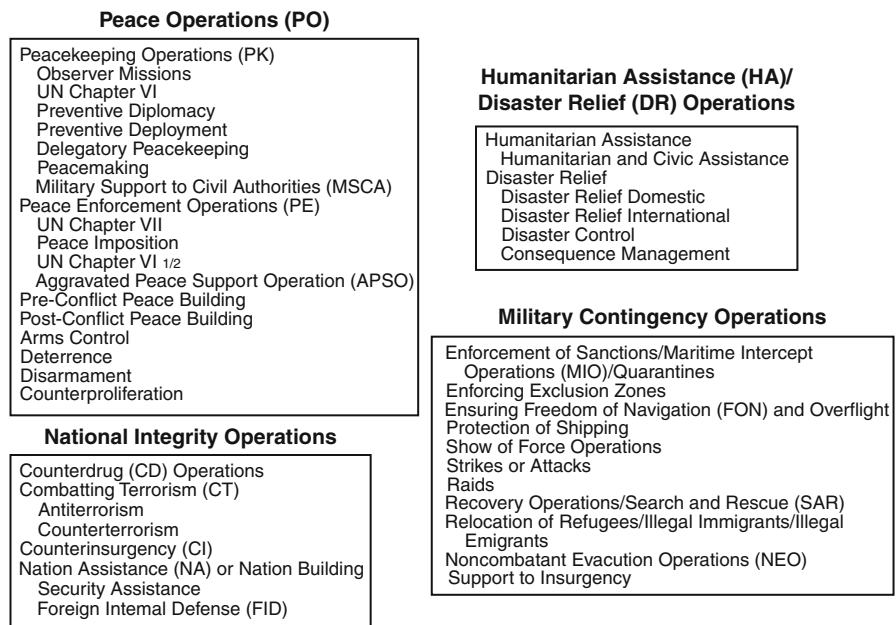 Peace Operations (PO)
Peacekeeping Operations (PK)
Observer Missions
UN Chapter VI
Preventive Diplomacy
Preventive Deployment
Delegatory Peacekeeping
Peacemaking
Military Support to Civil Authorities (MSCA)
Peace Enforcement Operations (PE)
UN Chapter VII
Peace Imposition
UN Chapter VI 1/2
Aggravated Peace Support Operation (APSO)
Pre-Conflict Peace Building
Post-Conflict Peace Building
Arms Control
Deterrence
Disarmament
Counterproliferation
National Integrity Operations
Counterdrug (CD) Operations
Combatting Terrorism (CT)
Antiterrorism
Counterterrorism
Counterinsurgency (CI)
Nation Assistance (NA) or Nation Building
Security Assistance
Foreign Internal Defense (FID)
Humanitarian Assistance (HA)/
Disaster Relief (DR) Operations
Humanitarian Assistance
Humanitarian and Civic Assistance
Disaster Relief
Disaster Relief Domestic
Disaster Relief International
Disaster Control
Consequence Management
Military Contingency Operations
Enforcement of Sanctions/Maritime Intercept
Operations (MIO)/Quarantines
Enforcing Exclusion Zones
Ensuring Freedom of Navigation (FON) and Overflight
Protection of Shipping
Show of Force Operations
Strikes or Attacks
Raids
Recovery Operations/Search and Rescue (SAR)
Relocation of Refugees/Illegal Immigrants/Illegal
Emigrants
Noncombatant Evacution Operations (NEO)
Support to Insurgency